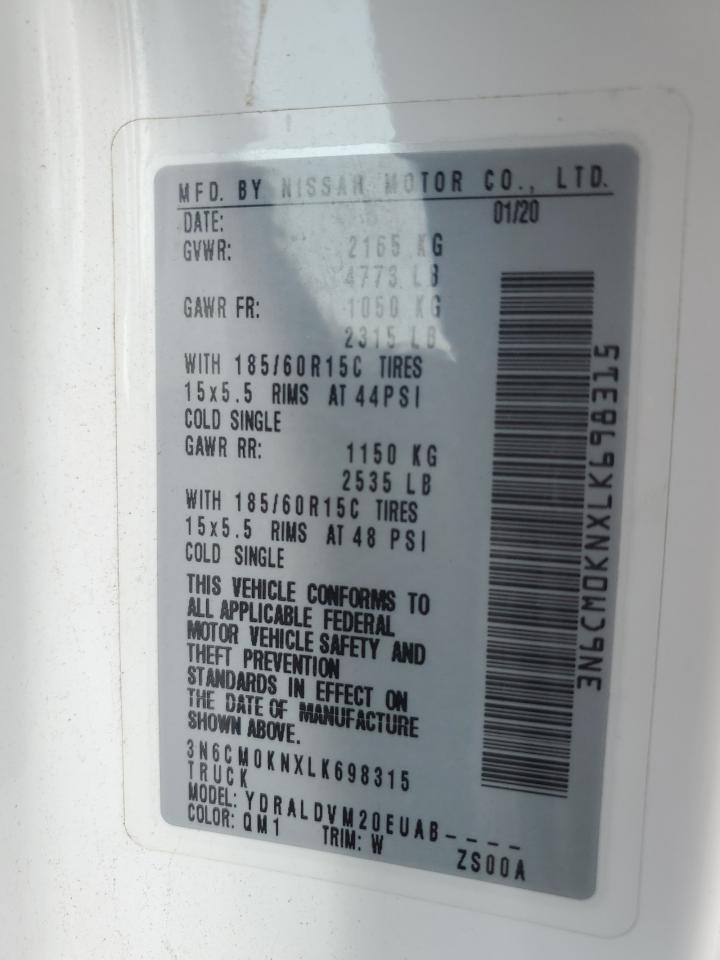 MFD. BY NISSAN MOTOR CO., LTD.
DATE: 01/20
GVWR: 2165 KG
4773 LB
GAWR FR: 1050 KG
2315 LB
WITH 185/60R15C TIRES
15x5.5 RIMS AT 44PSI
COLD SINGLE
GAWR RR: 1150 KG
2535 LB
WITH 185/60R15C TIRES
15x5.5 RIMS AT 48 PSI
COLD SINGLE
THIS VEHICLE CONFORMS TO
ALL APPLICABLE FEDERAL
MOTOR VEHICLE SAFETY AND
THEFT PREVENTION
STANDARDS IN EFFECT ON
THE DATE OF MANUFACTURE
SHOWN ABOVE.
3N6CM0KNXLK698315
TRUCK
MODEL: YDRALDVM20EUAB----
COLOR: QM1 TRIM: W ZS00A
3N6CM0KNXLK698315